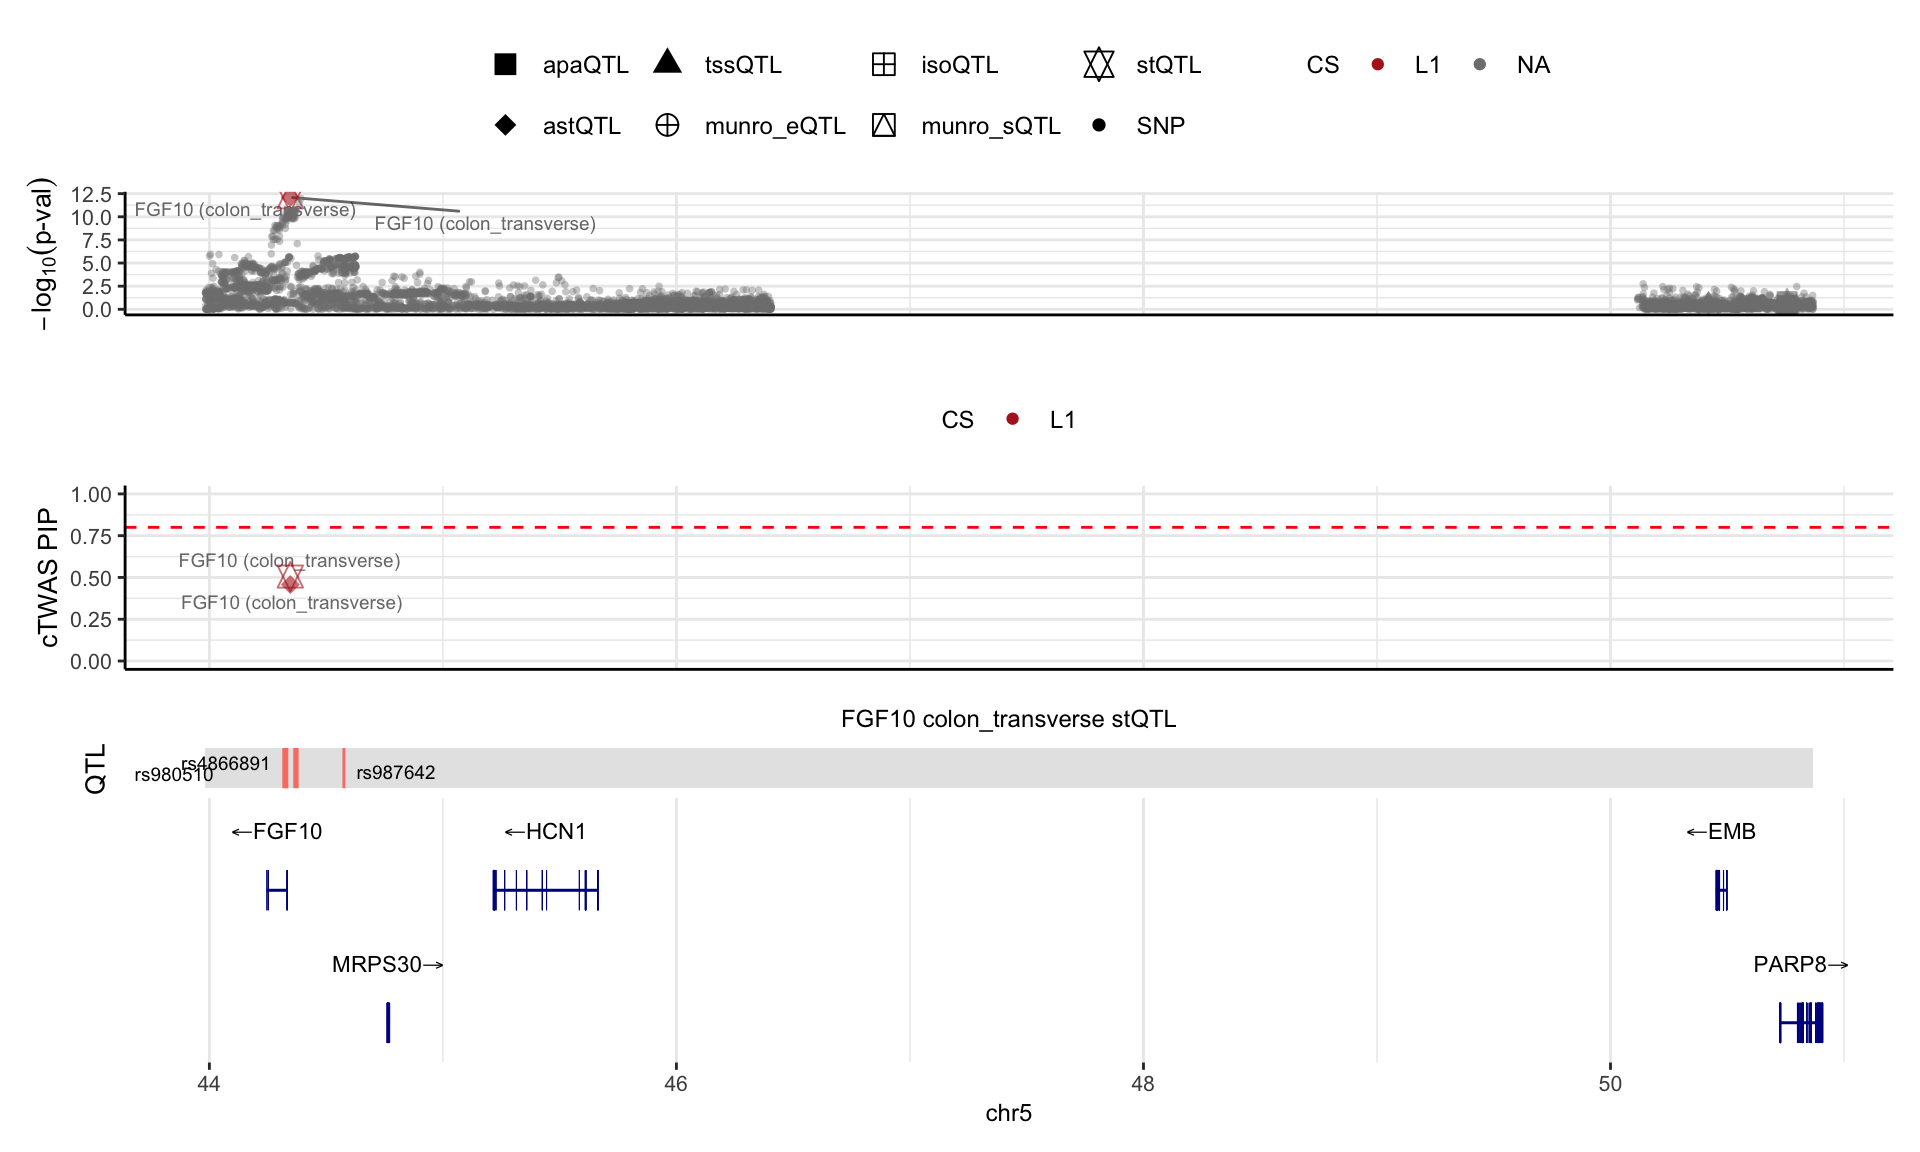 apaQTL tssQTL isoQTL stQTL CS L1 NA
astQTL munro_eQTL munro_sQTL SNP
−log10(p-val)
12.5
10.0
7.5
5.0
2.5
0.0
FGF10 (colon_transverse)
FGF10 (colon_transverse)
CS L1
cTWAS PIP
1.00
0.75
0.50
0.25
0.00
FGF10 (colon_transverse)
FGF10 (colon_transverse)
FGF10 colon_transverse stQTL
QTL
rs4866891
rs980510
rs987642
←FGF10
←HCN1
←EMB
MRPS30→
PARP8→
44 46 48 50
chr5